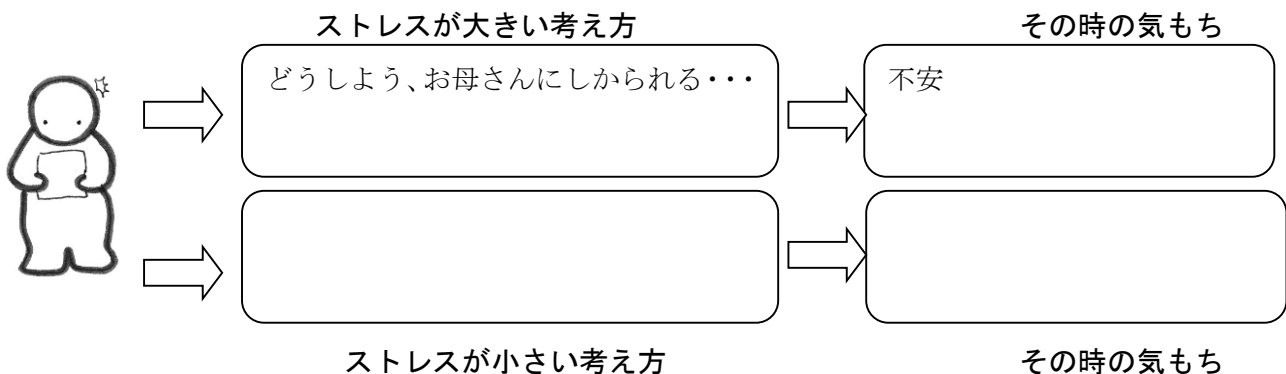 ストレスが大きい考え方 その時の気もち
どうしよう、お母さんにしかられる・・・ 不安
ストレスが小さい考え方 その時の気もち